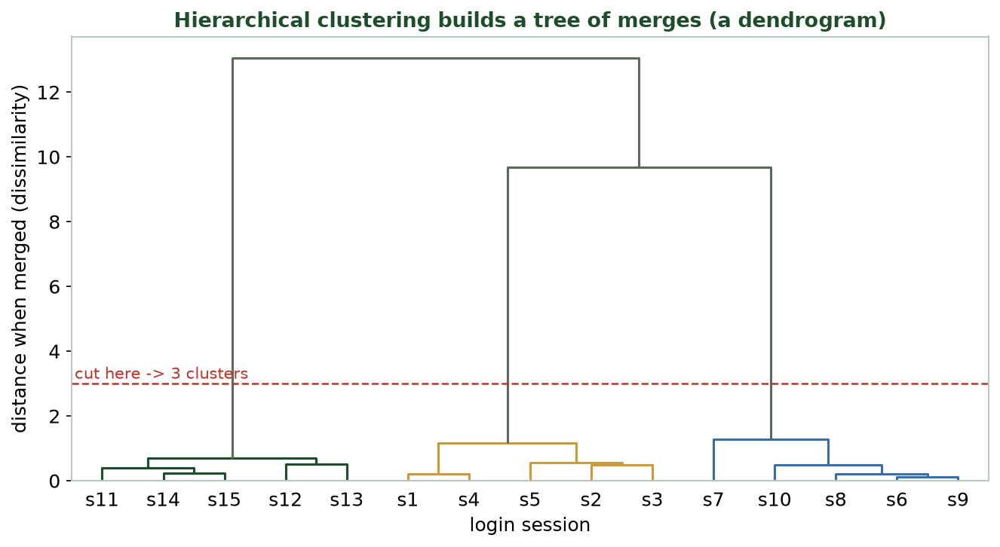 Hierarchical clustering builds a tree of merges (a dendrogram)
distance when merged (dissimilarity)
12
10
8
6
4
2
0
cut here -> 3 clusters
s11 s14 s15 s12 s13 s1 s4 s5 s2 s3 s7 s10 s8 s6 s9
login session